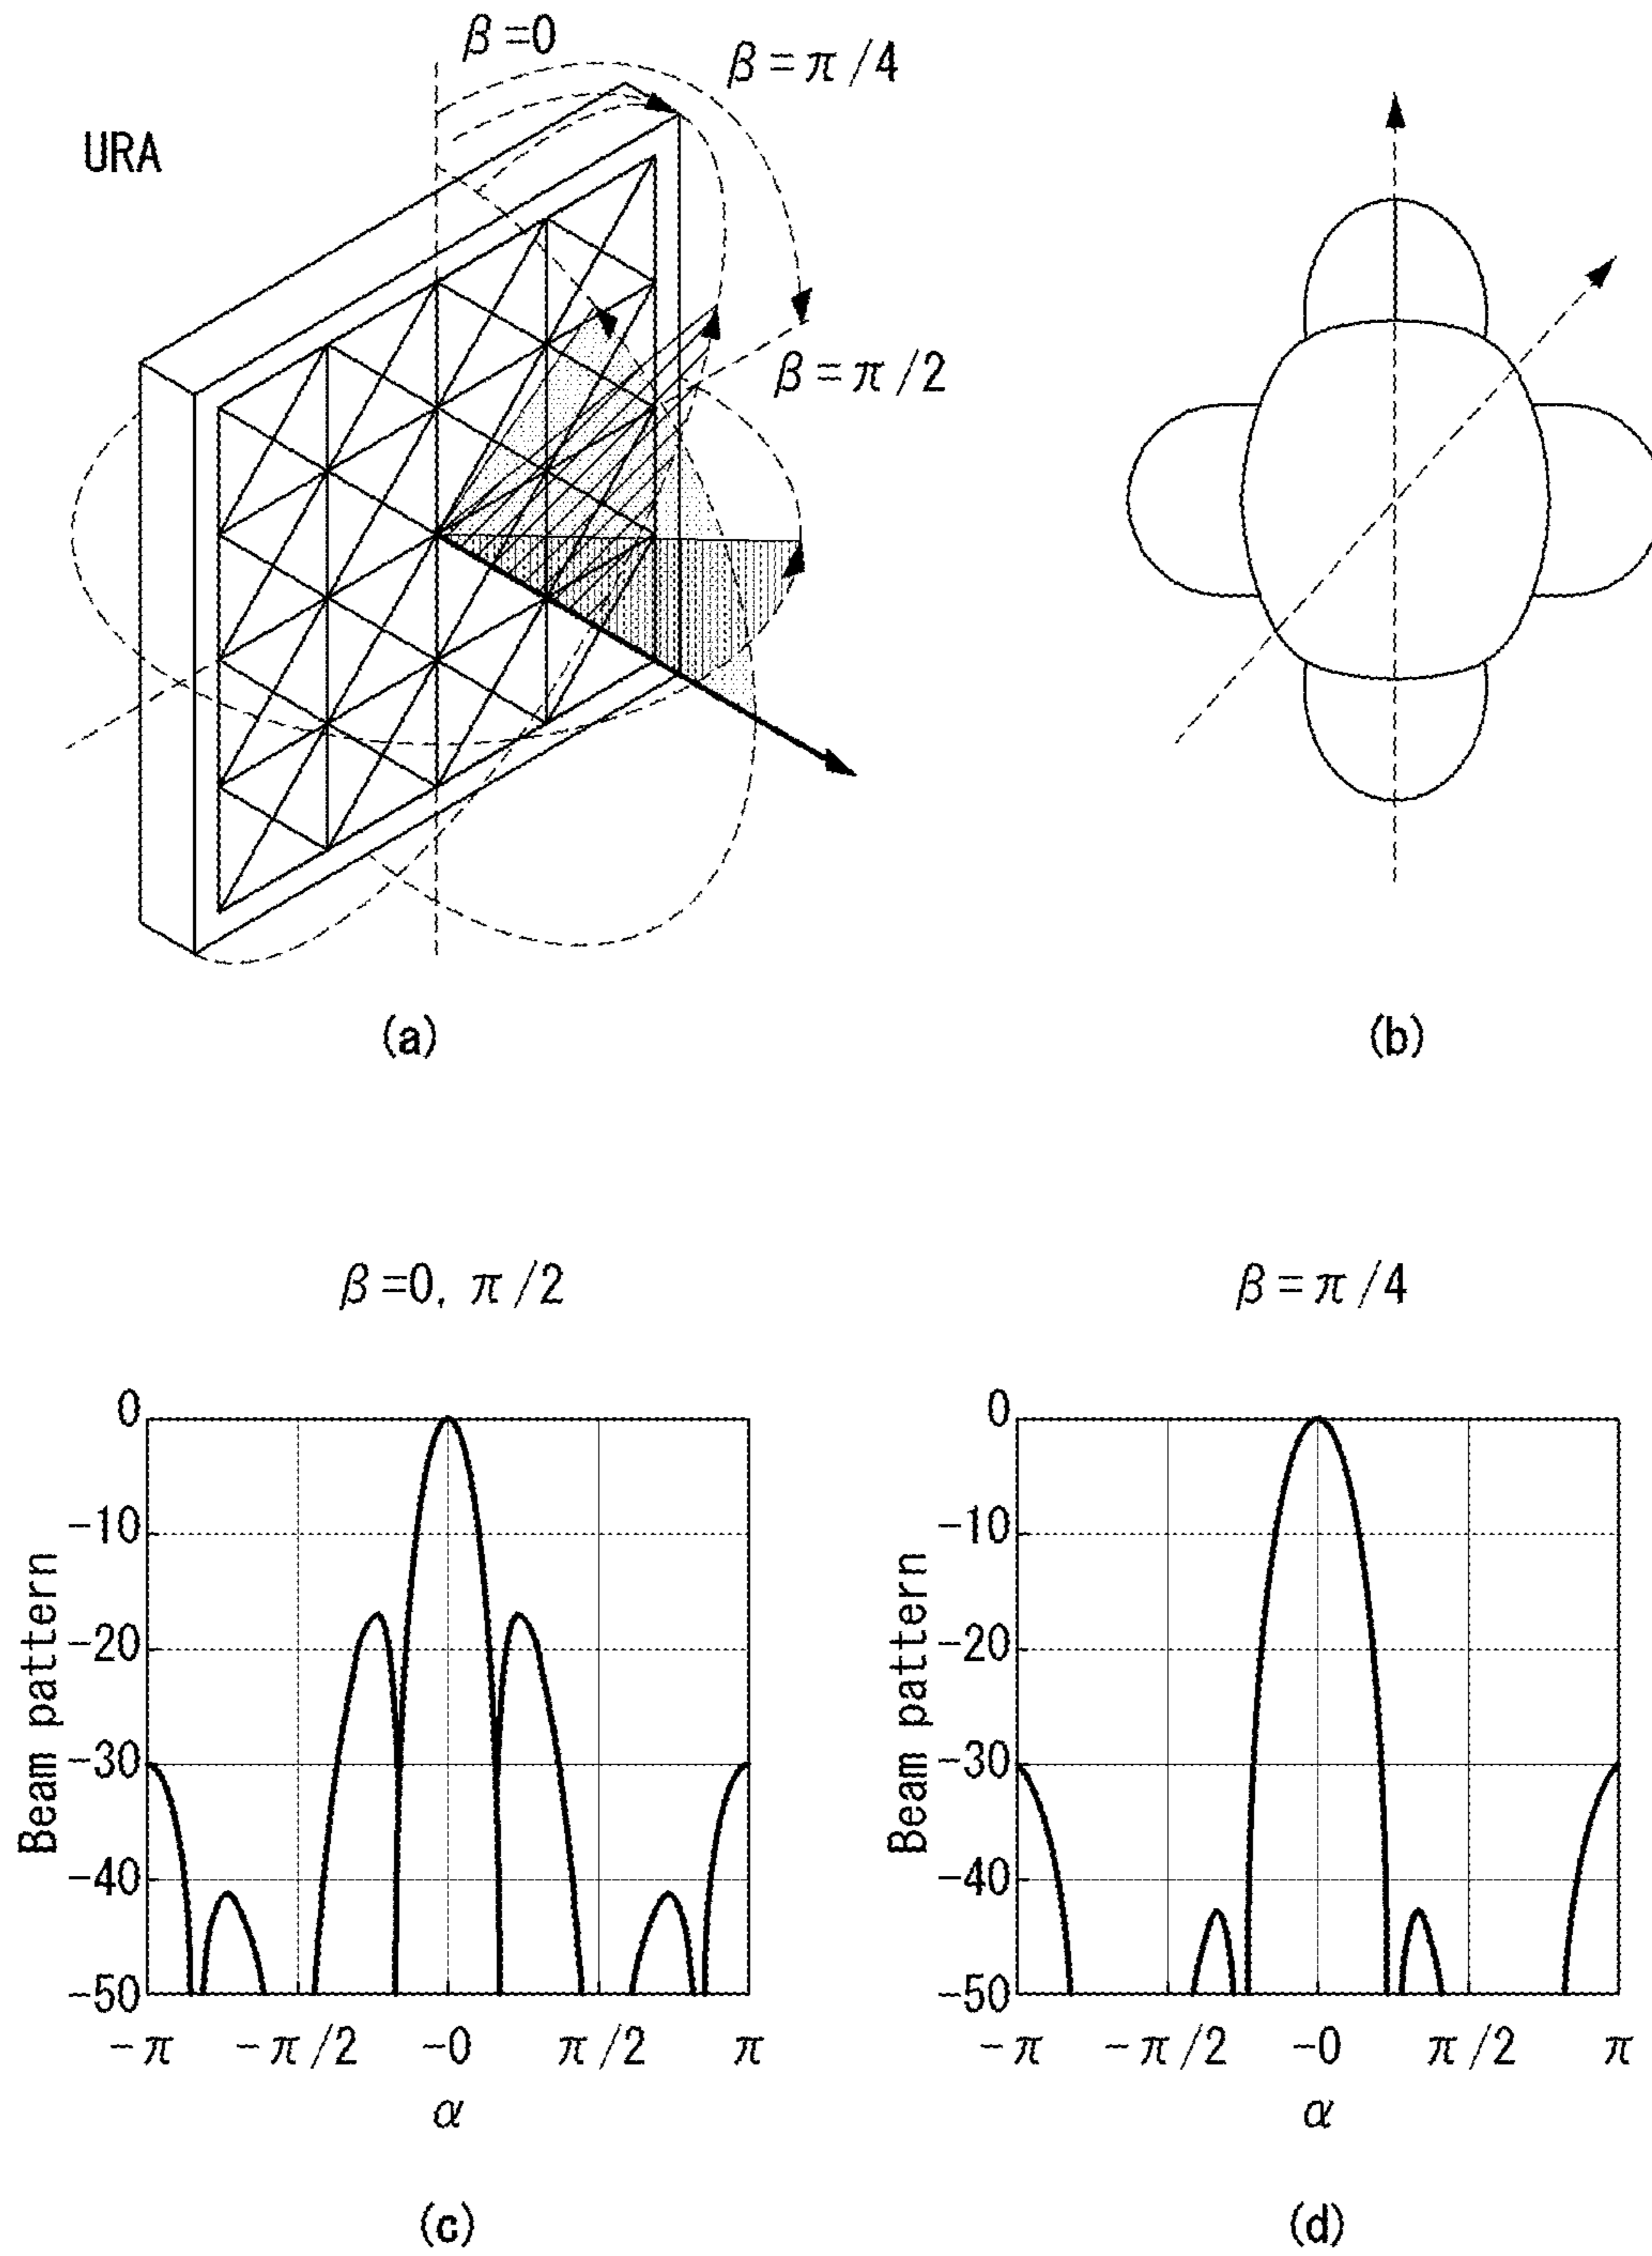 β=0
β=π/4
URA
β=π/2
(a)
(b)
β=0, π/2
Beam pattern
0
-10
-20
-30
-40
-50
-π
-π/2
-0
π/2
π
α
(c)
β=π/4
Beam pattern
0
-10
-20
-30
-40
-50
-π
-π/2
-0
π/2
π
α
(d)